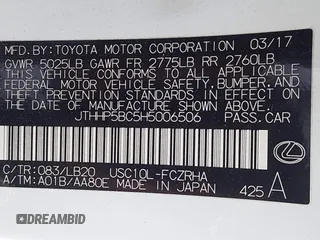 MFD.BY:TOYOTA MOTOR CORPORATION 03/17
GVWR 5025LB GAWR FR 2775LB RR 2760LB
THIS VEHICLE CONFORMS TO ALL APPLICABLE
FEDERAL MOTOR VEHICLE SAFETY, BUMPER, AND
THEFT PREVENTION STANDARDS IN EFFECT ON
THE DATE OF MANUFACTURE SHOWN ABOVE.
JTHHP5BC5H5006506 PASS.CAR
C/TR:083/LB20 USC10L-FCZRHA
A/TM:A01B/AA80E MADE IN JAPAN
425 A
DREAMBID